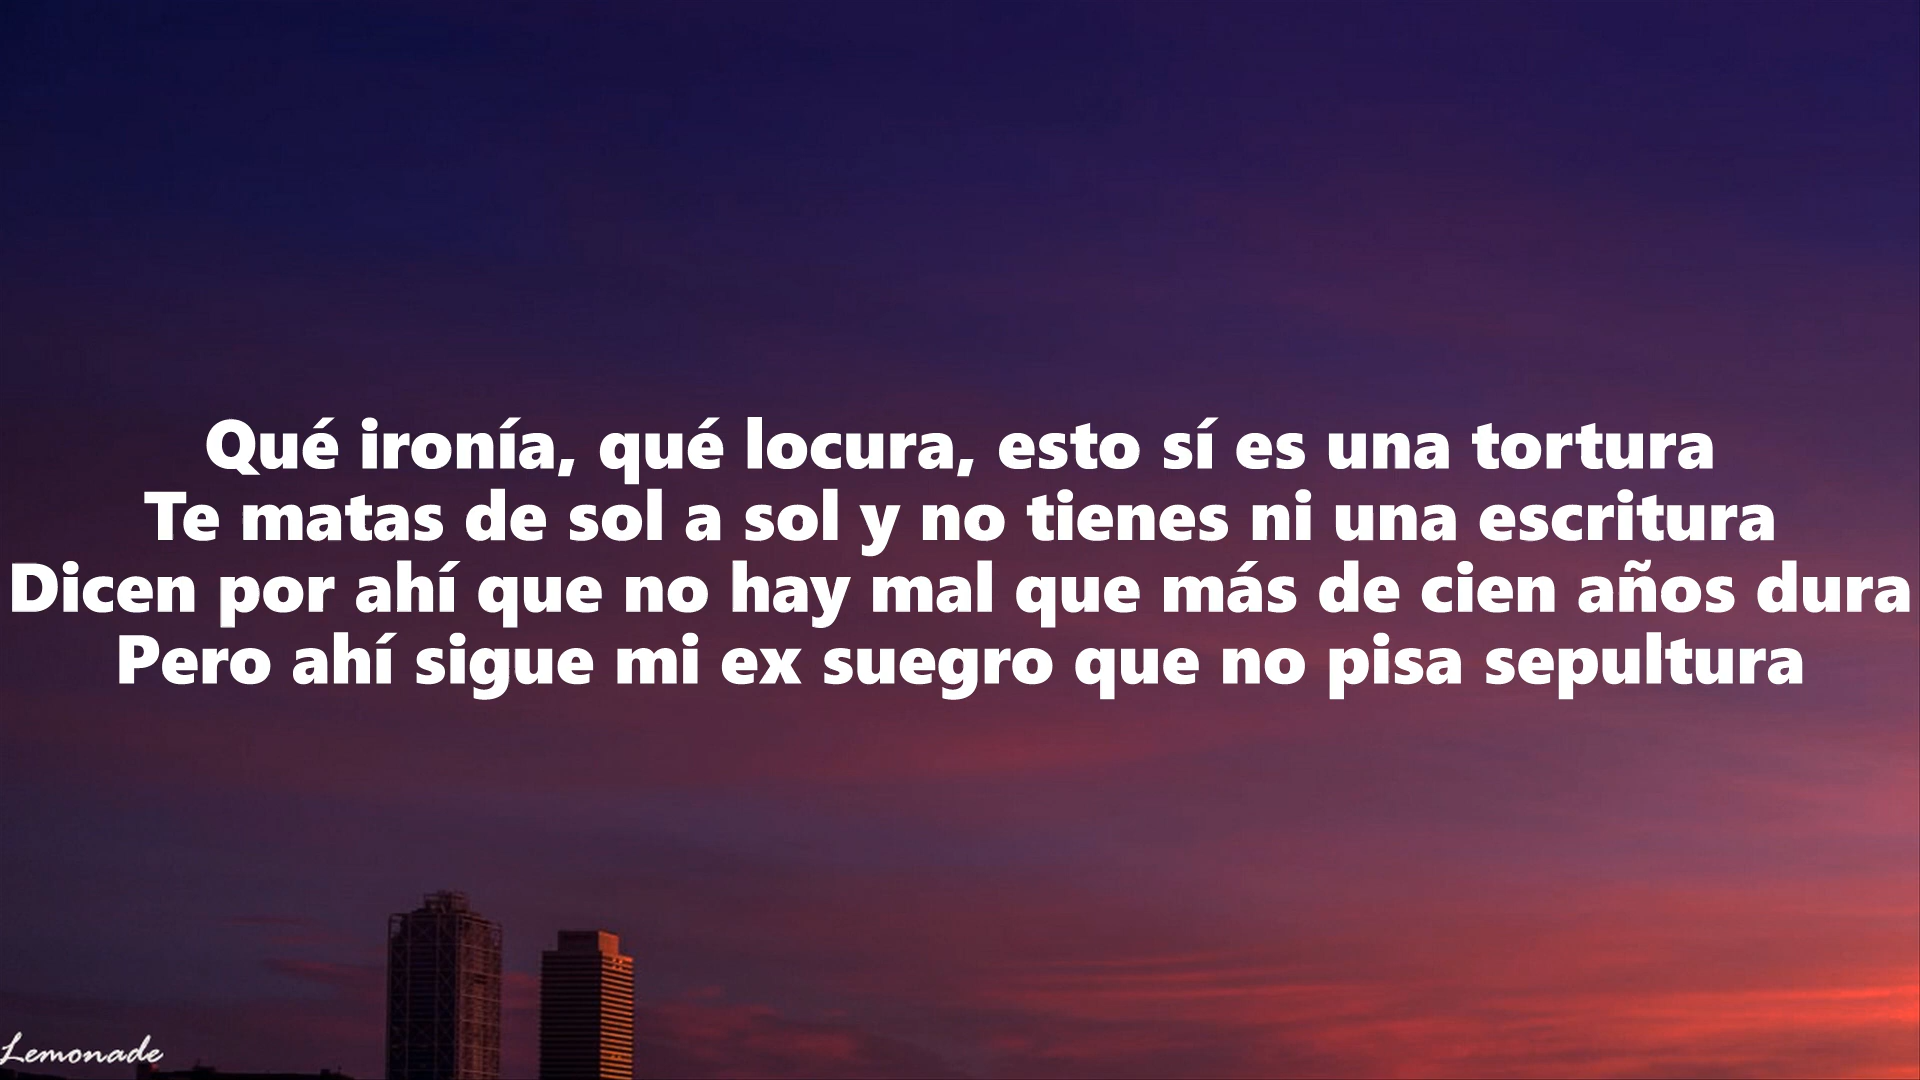 Qué ironía, qué locura, esto sí es una tortura
Te matas de sol a sol y no tienes ni una escritura
Dicen por ahí que no hay mal que más de cien años dura
Pero ahí sigue mi ex suegro que no pisa sepultura
Lemonade